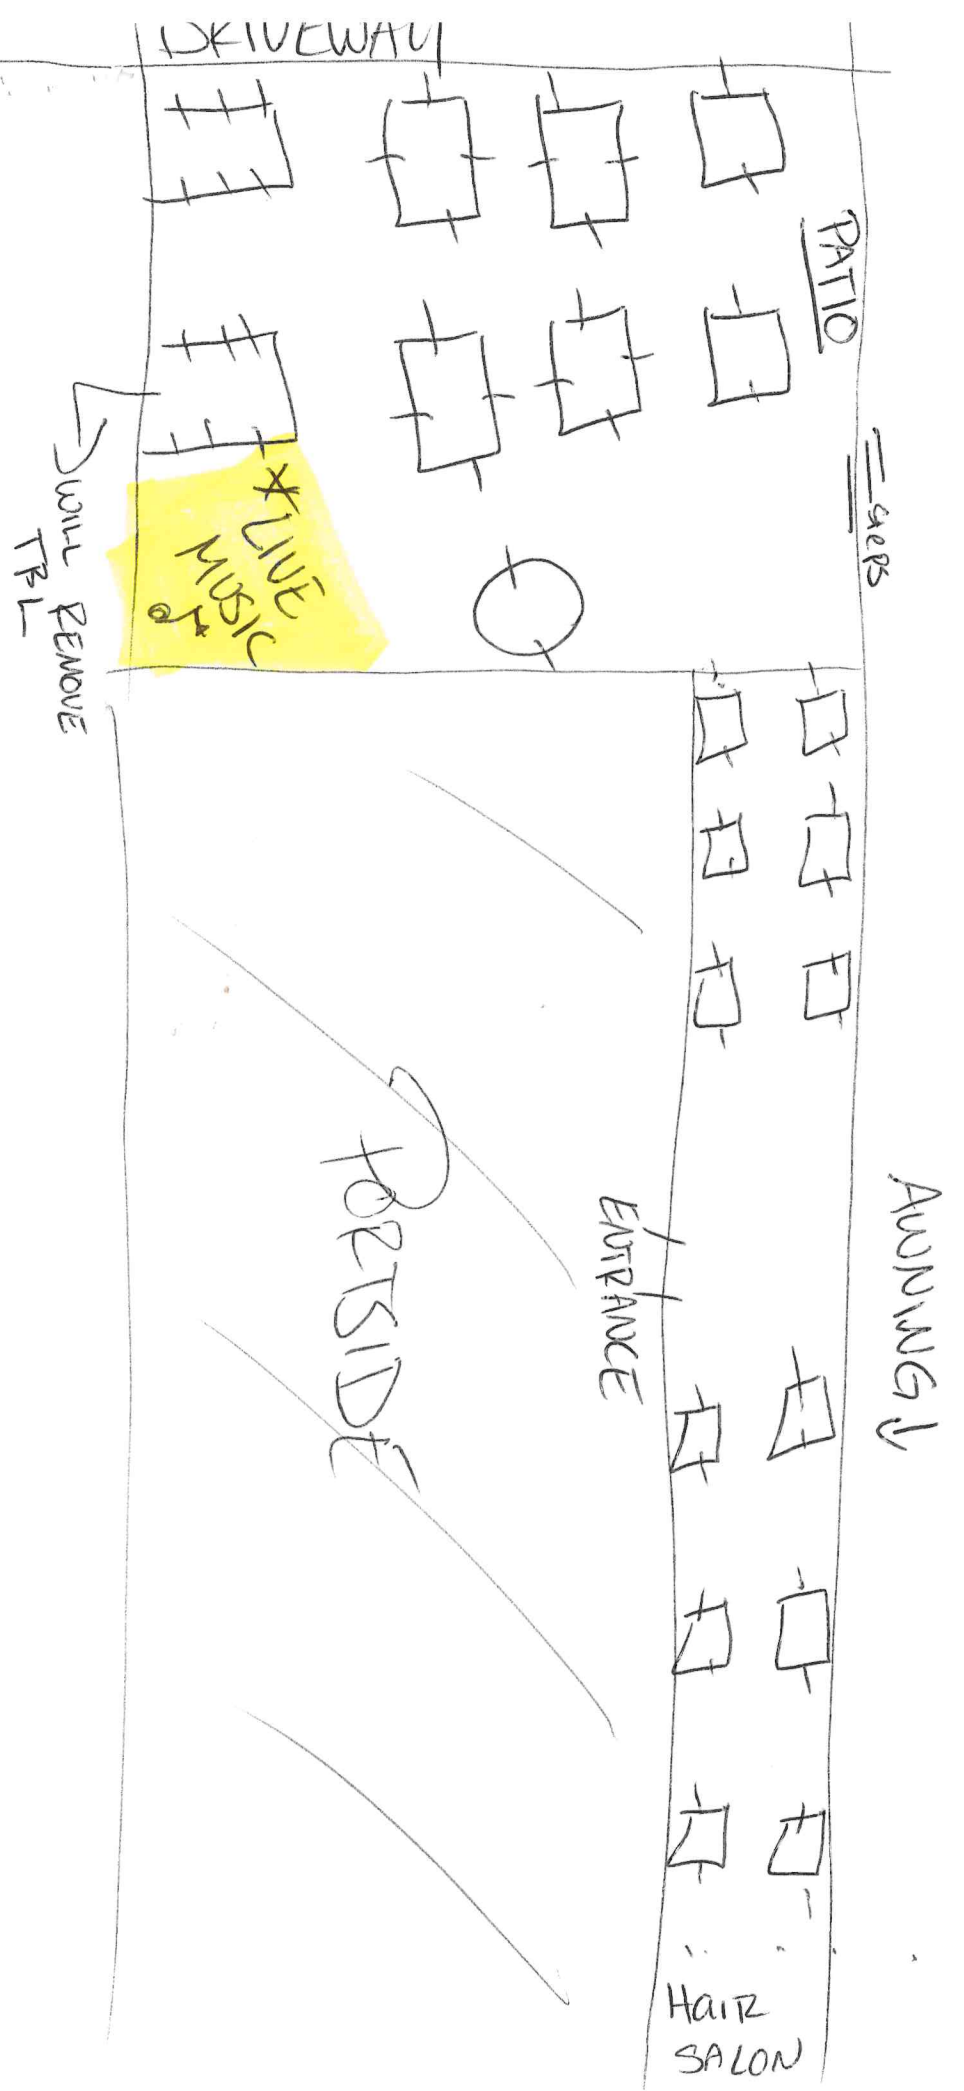 DRIVEWAY
PATIO
STEPS
* LIVE
MUSIC
WILL REMOVE
TBL
AWNING ↓
ENTRANCE
PORTSIDE
HAIR
SALON